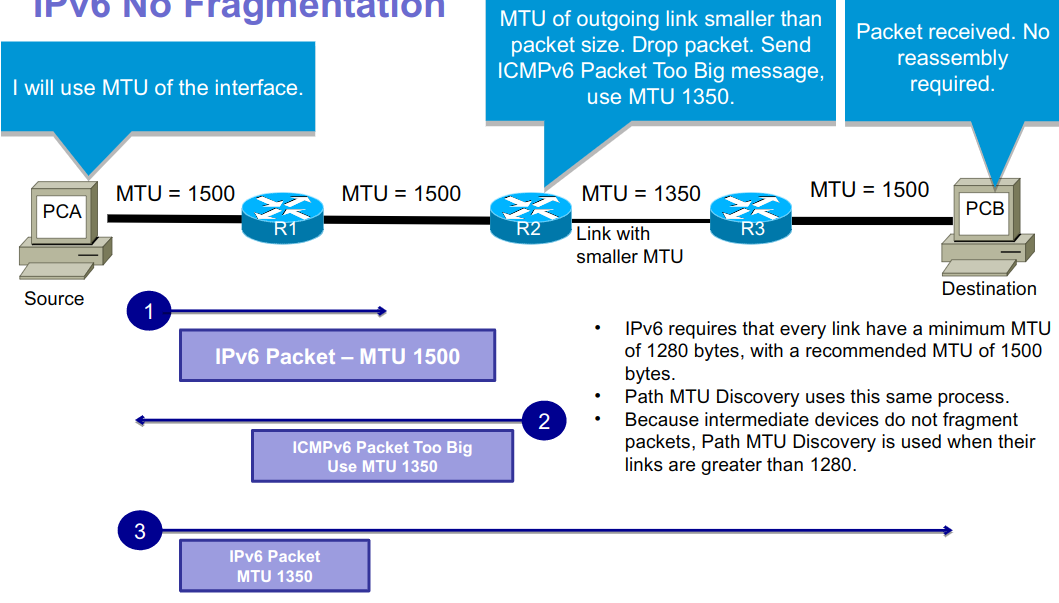 IPv6 No Fragmentation
I will use MTU of the interface.
MTU of outgoing link smaller than
packet size. Drop packet. Send
ICMPv6 Packet Too Big message,
use MTU 1350.
Packet received. No
reassembly
required.
PCA
MTU = 1500
R1
MTU = 1500
R2
MTU = 1350
R3
MTU = 1500
PCB
Link with
smaller MTU
Source
Destination
1
IPv6 Packet – MTU 1500
2
ICMPv6 Packet Too Big
Use MTU 1350
3
IPv6 Packet
MTU 1350
• IPv6 requires that every link have a minimum MTU
of 1280 bytes, with a recommended MTU of 1500
bytes.
• Path MTU Discovery uses this same process.
• Because intermediate devices do not fragment
packets, Path MTU Discovery is used when their
links are greater than 1280.